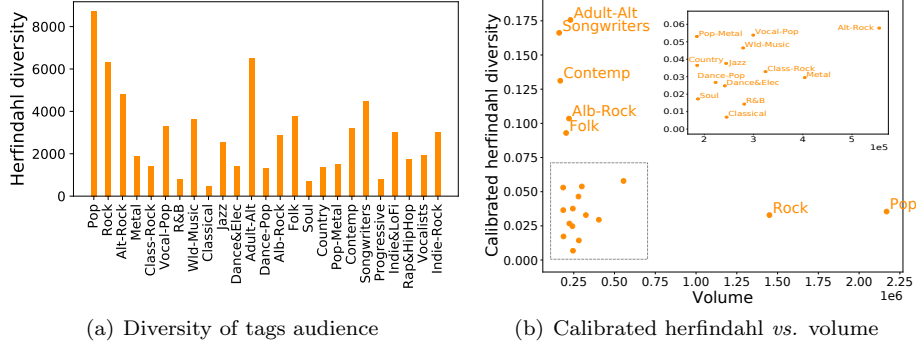 Herfindahl diversity
8000
6000
4000
2000
0
Pop
Rock
Alt-Rock
Metal
Class-Rock
Vocal-Pop
R&B
Wld-Music
Classical
Jazz
Dance&Elec
Adult-Alt
Dance-Pop
Alb-Rock
Folk
Soul
Country
Pop-Metal
Contemp
Songwriters
Progressive
Indie&LoFi
Rap&HipHop
Vocalists
Indie-Rock
(a) Diversity of tags audience
Calibrated herfindahl diversity
0.175
0.150
0.125
0.100
0.075
0.050
0.025
0.000
Adult-Alt
Songwriters
Contemp
Alb-Rock
Folk
Rock
Pop
0.06
0.05
0.04
0.03
0.02
0.01
0.00
Pop-Metal
Vocal-Pop
Alt-Rock
Wld-Music
Country
Jazz
Class-Rock
Metal
Dance-Pop
Dance&Elec
Soul
R&B
Classical
2 3 4 5 6
1e5
0.0 0.25 0.5 0.75 1.0 1.25 1.5 1.75 2.0 2.25
Volume
1e6
(b) Calibrated herfindahl vs. volume